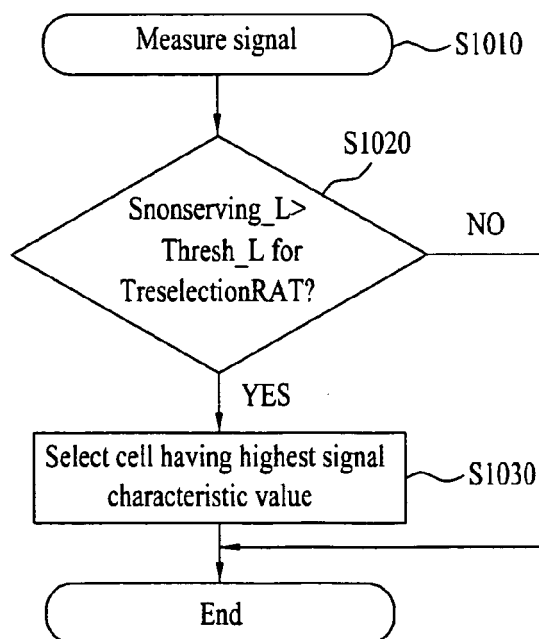 Measure signal
S1010
S1020
Snonserving_L>
Thresh_L for
TreselectionRAT?
NO
YES
Select cell having highest signal
characteristic value
S1030
End